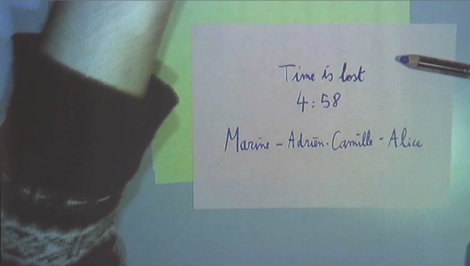 Time is lost
4:58
Marine - Adrien. Camille - Alice